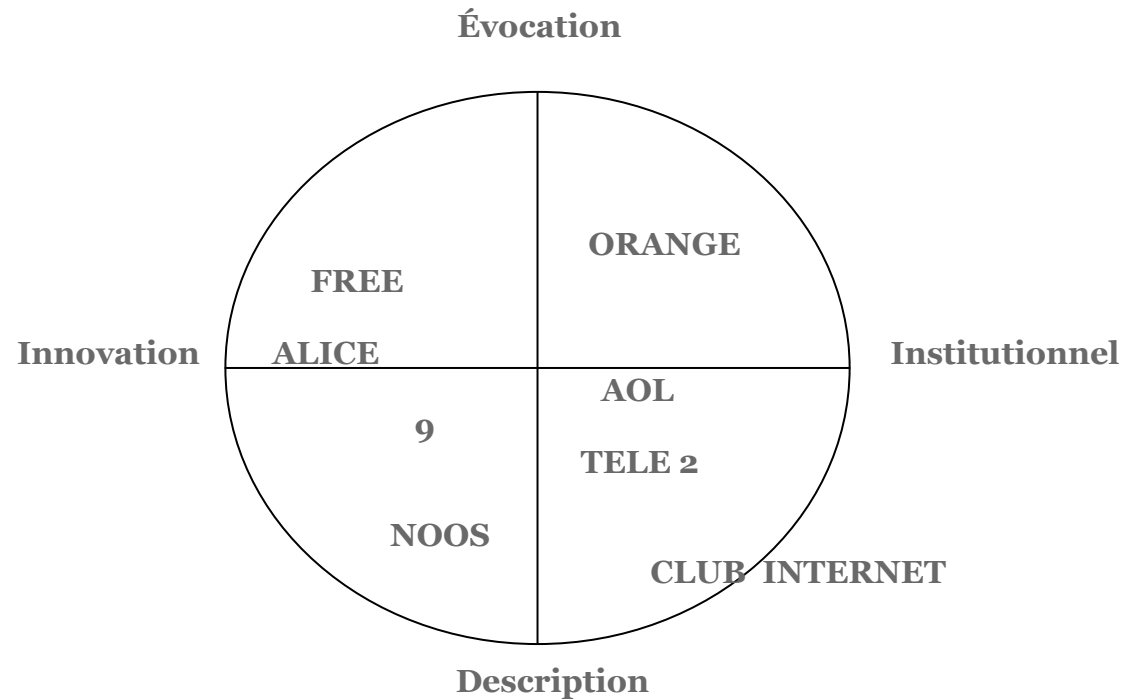 Évocation
ORANGE
FREE
Innovation
ALICE
Institutionnel
AOL
9
TELE 2
NOOS
CLUB INTERNET
Description